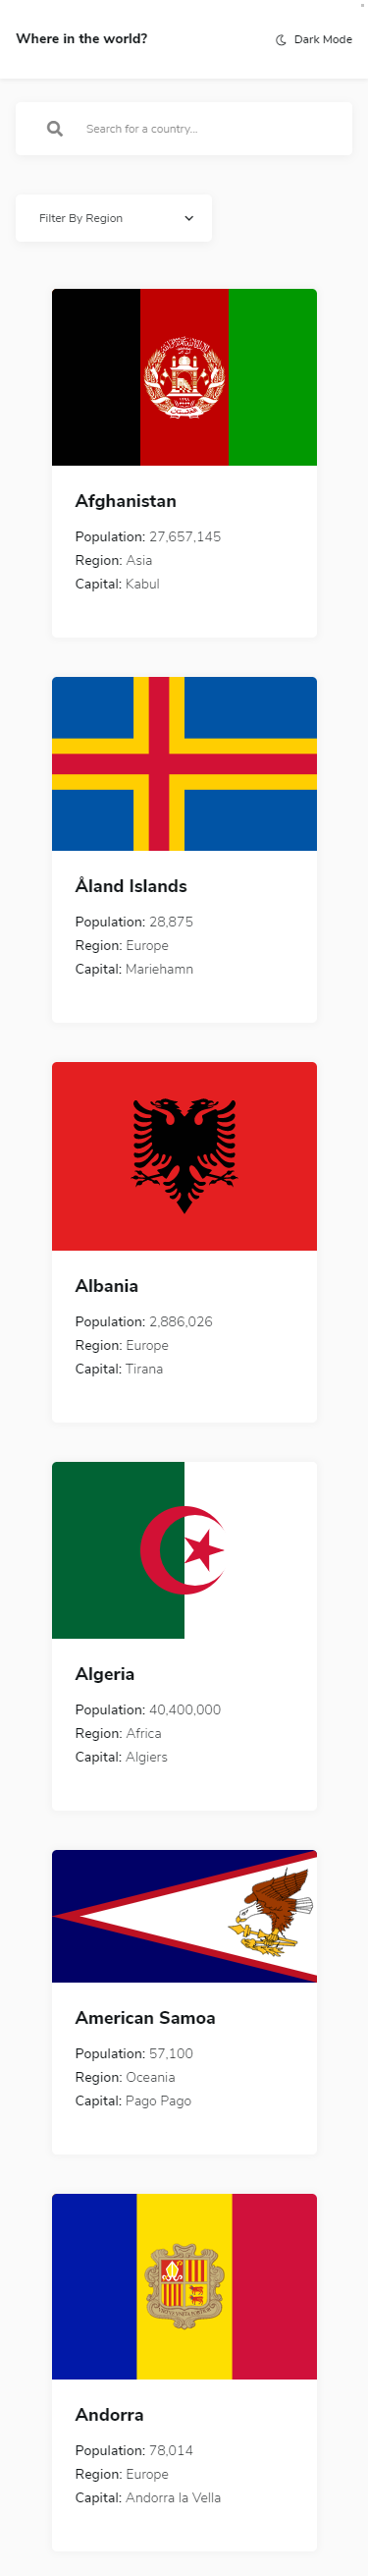 Where in the world?
Dark Mode
Search for a country...
Filter By Region
Afghanistan
Population: 27,657,145
Region: Asia
Capital: Kabul
Åland Islands
Population: 28,875
Region: Europe
Capital: Mariehamn
Albania
Population: 2,886,026
Region: Europe
Capital: Tirana
Algeria
Population: 40,400,000
Region: Africa
Capital: Algiers
American Samoa
Population: 57,100
Region: Oceania
Capital: Pago Pago
Andorra
Population: 78,014
Region: Europe
Capital: Andorra la Vella